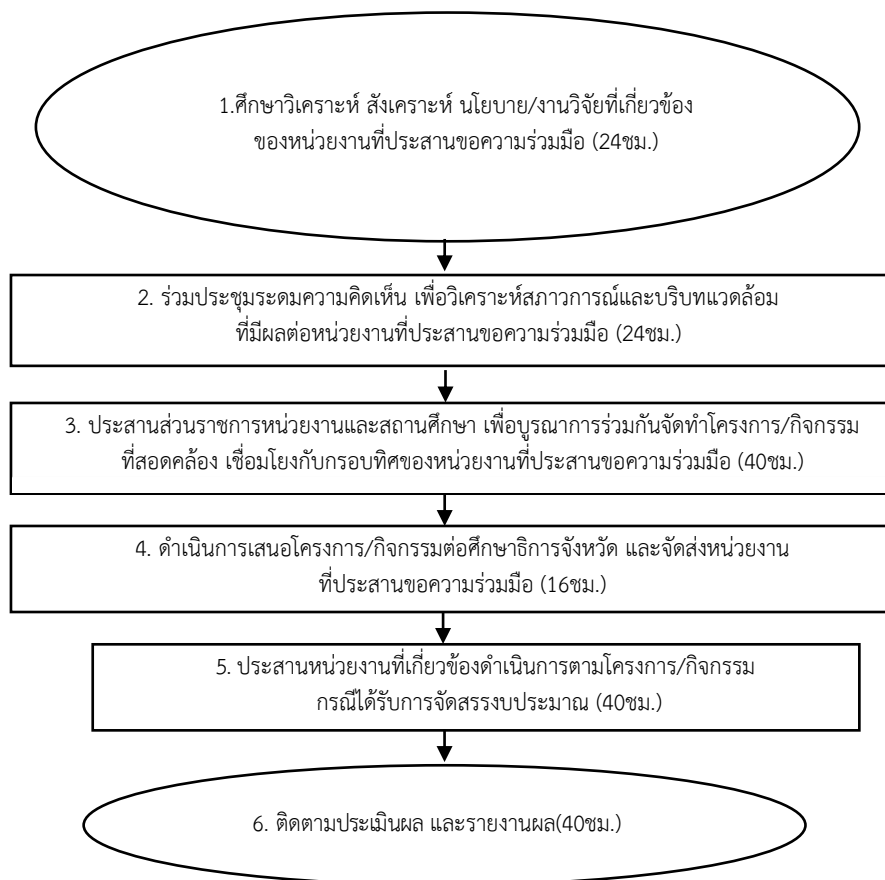 1.ศึกษาวิเคราะห์ สังเคราะห์ นโยบาย/งานวิจัยที่เกี่ยวข้อง
ของหน่วยงานที่ประสานขอความร่วมมือ (24ชม.)
2. ร่วมประชุมระดมความคิดเห็น เพื่อวิเคราะห์สภาวการณ์และบริบทแวดล้อม
ที่มีผลต่อหน่วยงานที่ประสานขอความร่วมมือ (24ชม.)
3. ประสานส่วนราชการหน่วยงานและสถานศึกษา เพื่อบูรณาการร่วมกันจัดทำโครงการ/กิจกรรม
ที่สอดคล้อง เชื่อมโยงกับกรอบทิศของหน่วยงานที่ประสานขอความร่วมมือ (40ชม.)
4. ดำเนินการเสนอโครงการ/กิจกรรมต่อศึกษาธิการจังหวัด และจัดส่งหน่วยงาน
ที่ประสานขอความร่วมมือ (16ชม.)
5. ประสานหน่วยงานที่เกี่ยวข้องดำเนินการตามโครงการ/กิจกรรม
กรณีได้รับการจัดสรรงบประมาณ (40ชม.)
6. ติดตามประเมินผล และรายงานผล(40ชม.)